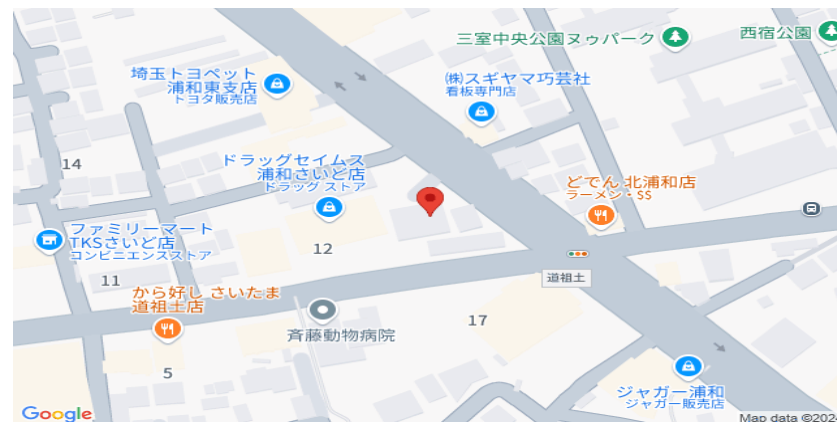 三室中央公園ヌゥパーク
西宿公園
埼玉トヨペット
浦和東支店
トヨタ販売店
㈱スギヤマ巧芸社
看板専門店
14
ドラッグセイムス
浦和さいど店
ドラッグ ストア
どでん 北浦和店
ラーメン・SS
ファミリーマート
TKSさいど店
コンビニエンスストア
12
11
道祖土
から好し さいたま
道祖土店
斉藤動物病院
17
5
ジャガー浦和
ジャガー販売店
Google
Map data ©2024